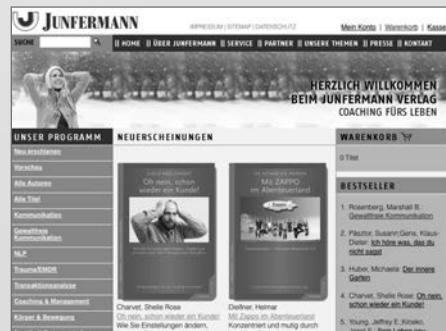 JUNFERMANN
IMPRESSUM | SITEMAP | DATENSCHUTZ
Mein Konto | Warenkorb | Kasse
SUCHE
|| HOME || ÜBER JUNFERMANN || SERVICE || PARTNER || UNSERE THEMEN || PRESSE || KONTAKT
HERZLICH WILLKOMMEN
BEIM JUNFERMANN VERLAG
COACHING FÜRS LEBEN
UNSER PROGRAMM
Neu erschienen
Vorschau
Alle Autoren
Alle Titel
Kommunikation
Gewaltfreie
Kommunikation
NLP
Trauma/EMDR
Transaktionsanalyse
Coaching & Management
Körper & Bewegung
NEUERSCHEINUNGEN
Oh nein, schon
wieder ein Kunde!
Charvet, Shelle Rose
Oh nein, schon wieder ein Kunde!
Wie Sie Einstellungen ändern,
Mit ZAPPO
im Abenteuerland
Dießner, Helmar
Mit Zappo im Abenteuerland
Konzentriert und mutig durch
WARENKORB
0 Titel
BESTSELLER
1. Rosenberg, Marshall B.:
Gewaltfreie Kommunikation
2. Pásztor, Susann;Gens, Klaus-
Dieter: Ich höre was, das du
nicht sagst
3. Huber, Michaela: Der innere
Garten
4. Charvet, Shelle Rose: Oh nein,
schon wieder ein Kunde!
5. Young, Jeffrey E.;Klosko,